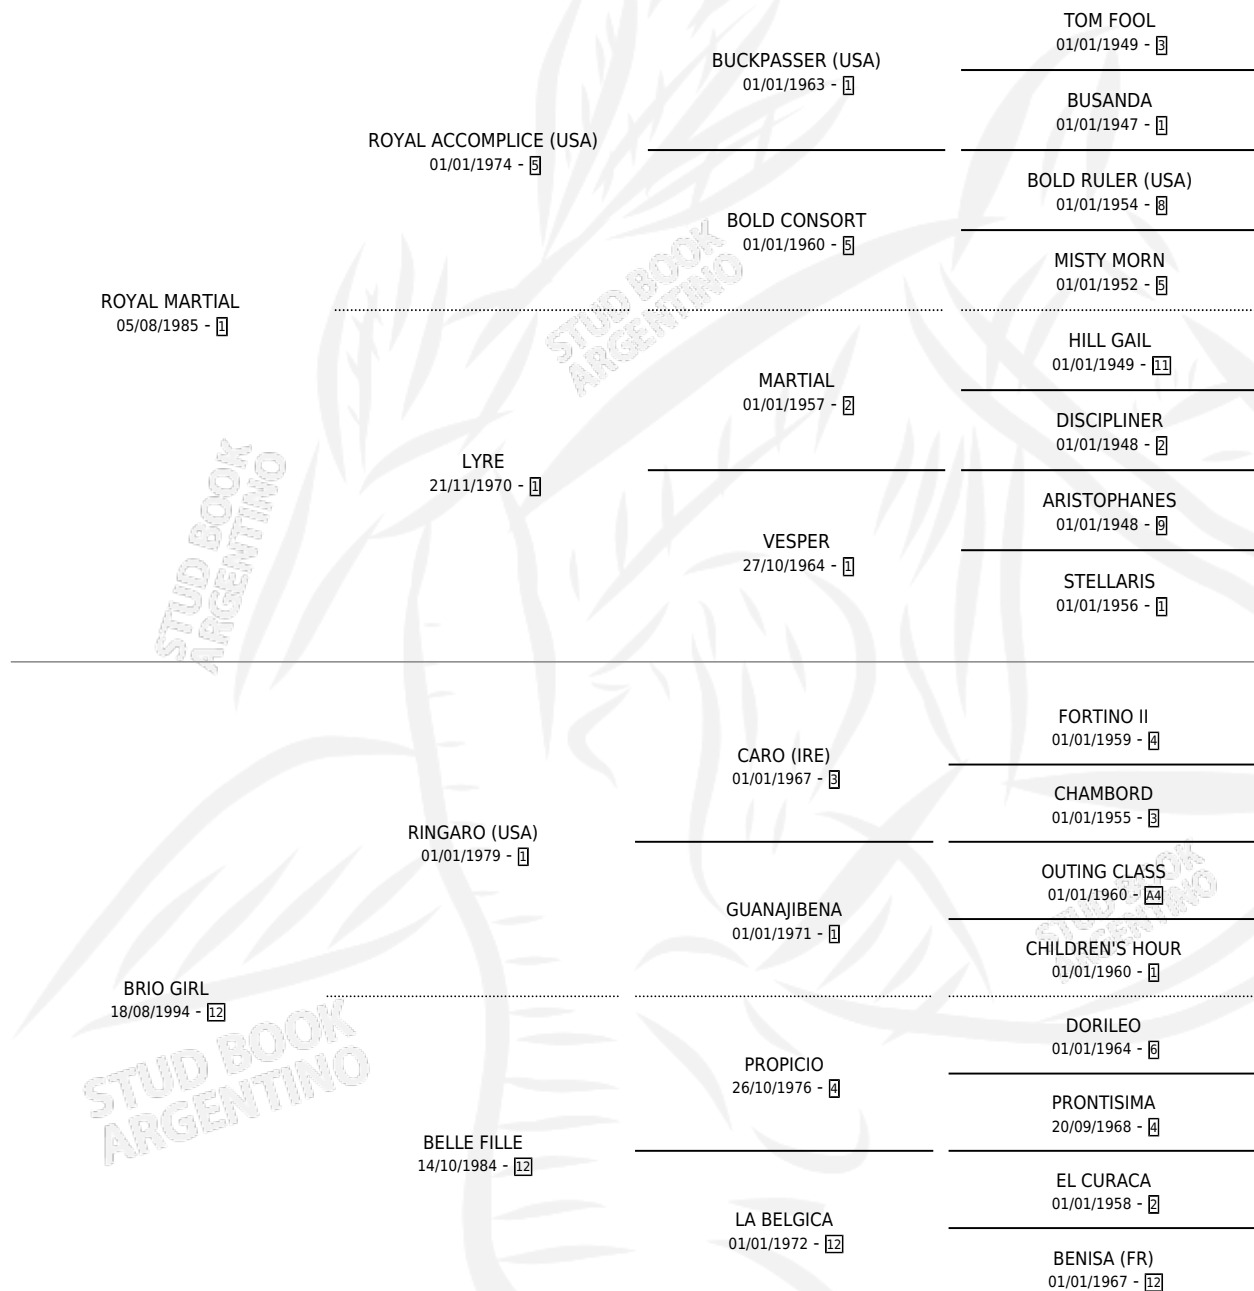 TOM FOOL
01/01/1949 - 3
BUCKPASSER (USA)
01/01/1963 - 1
BUSANDA
01/01/1947 - 1
ROYAL ACCOMPLICE (USA)
01/01/1974 - 5
BOLD RULER (USA)
01/01/1954 - 8
BOLD CONSORT
01/01/1960 - 5
MISTY MORN
01/01/1952 - 5
ROYAL MARTIAL
05/08/1985 - 1
HILL GAIL
01/01/1949 - 11
MARTIAL
01/01/1957 - 2
DISCIPLINER
01/01/1948 - 2
LYRE
21/11/1970 - 1
ARISTOPHANES
01/01/1948 - 9
VESPER
27/10/1964 - 1
STELLARIS
01/01/1956 - 1
STUD BOOK
ARGENTINO
STUD BOOK
ARGENTINO
FORTINO II
01/01/1959 - 4
CARO (IRE)
01/01/1967 - 3
CHAMBORD
01/01/1955 - 3
RINGARO (USA)
01/01/1979 - 1
OUTING CLASS
01/01/1960 - A4
GUANAJIBENA
01/01/1971 - 1
CHILDREN'S HOUR
01/01/1960 - 1
STUD BOOK
ARGENTINO
BRIO GIRL
18/08/1994 - 12
DORILEO
01/01/1964 - 6
PROPICIO
26/10/1976 - 4
PRONTISIMA
20/09/1968 - 4
BELLE FILLE
14/10/1984 - 12
EL CURACA
01/01/1958 - 2
LA BELGICA
01/01/1972 - 12
BENISA (FR)
01/01/1967 - 12
STUD BOOK
ARGENTINO